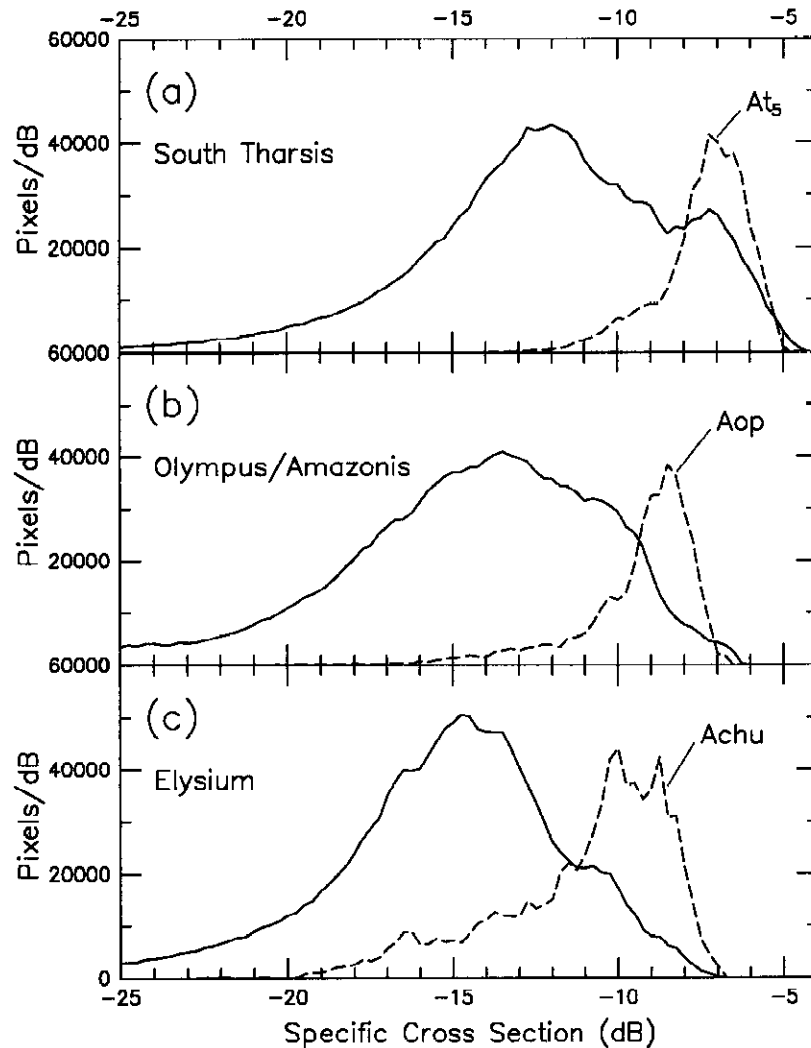 -25 -20 -15 -10 -5
60000
(a)
At₅
40000
South Tharsis
Pixels/dB
20000
60000
(b)
Aop
40000
Olympus/Amazonis
Pixels/dB
20000
60000
(c)
Achu
40000
Elysium
Pixels/dB
20000
0
-25 -20 -15 -10 -5
Specific Cross Section (dB)